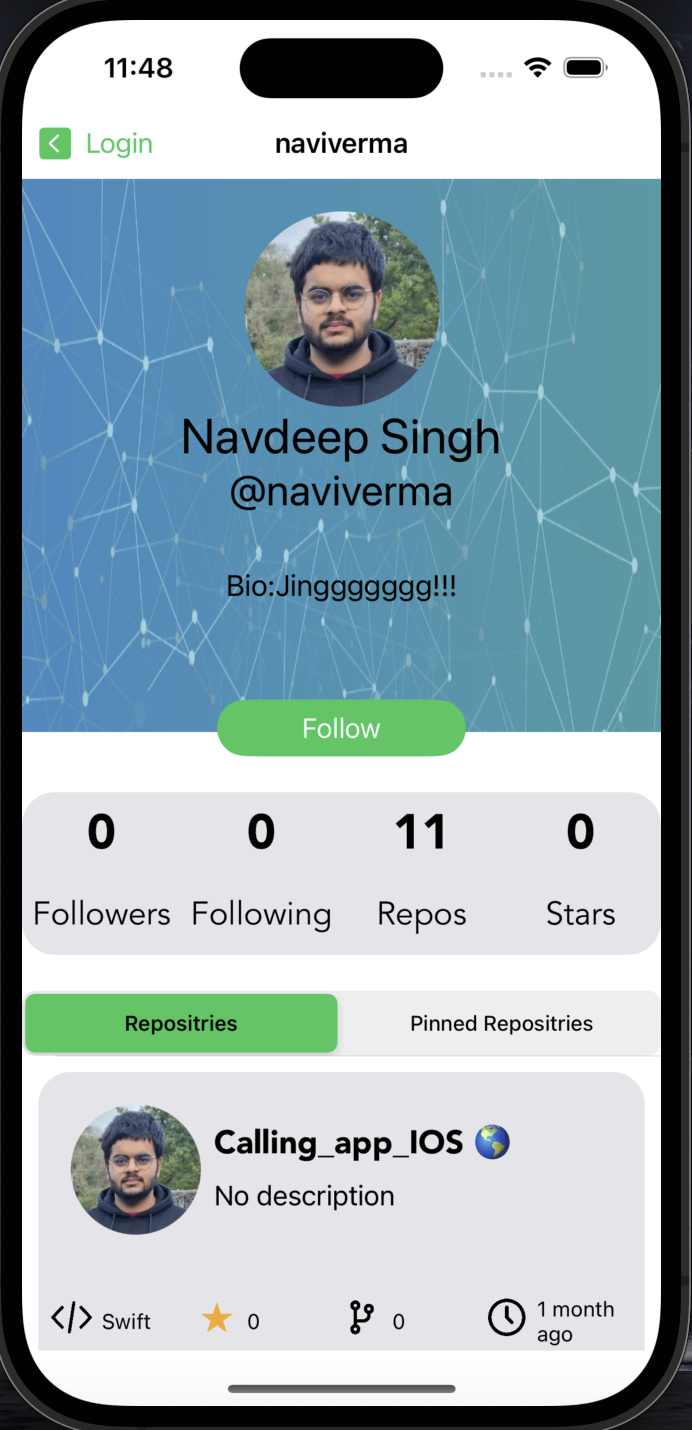 11:48
Login
naviverma
Navdeep Singh
@naviverma
Bio:Jinggggggg!!!
Follow
0 0 11 0
Followers Following Repos Stars
Repositries Pinned Repositries
Calling_app_IOS
No description
Swift 0 0 1 month
ago